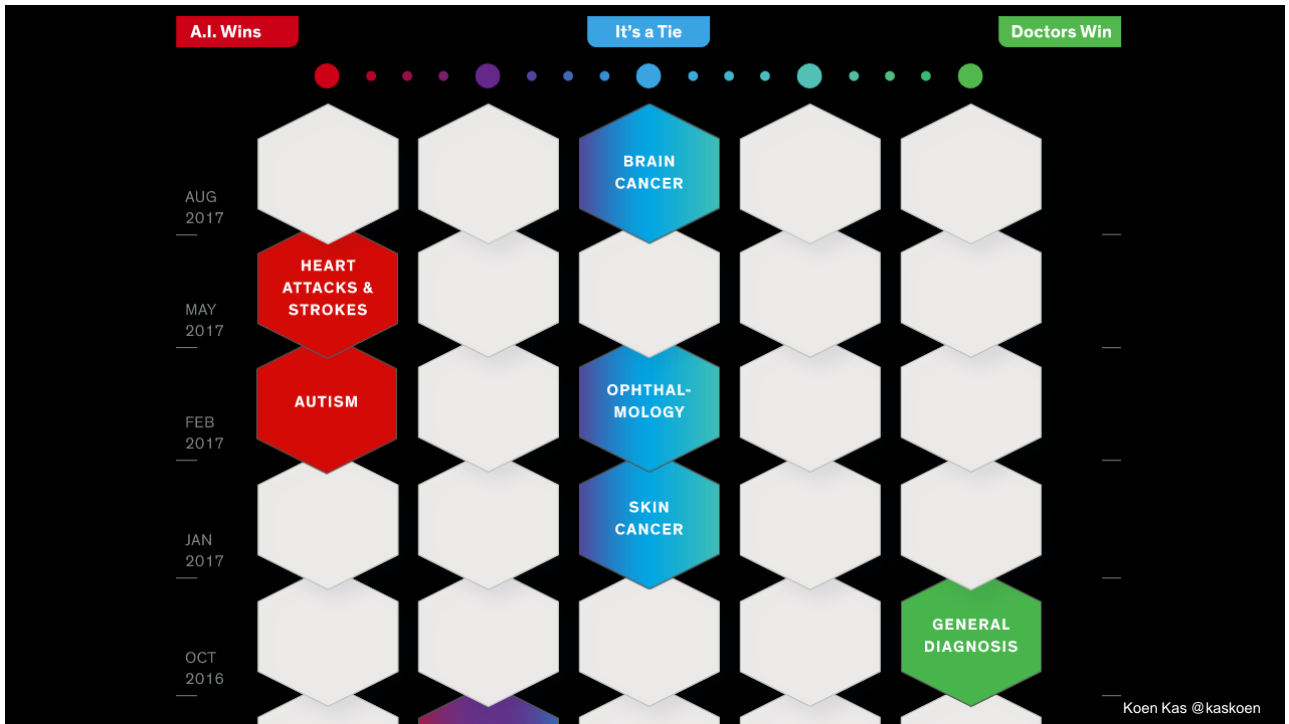 A.I. Wins
It's a Tie
Doctors Win
BRAIN
CANCER
AUG
2017
HEART
ATTACKS &
STROKES
MAY
2017
AUTISM
OPHTHAL-
MOLOGY
FEB
2017
SKIN
CANCER
JAN
2017
GENERAL
DIAGNOSIS
OCT
2016
Koen Kas @kaskoen